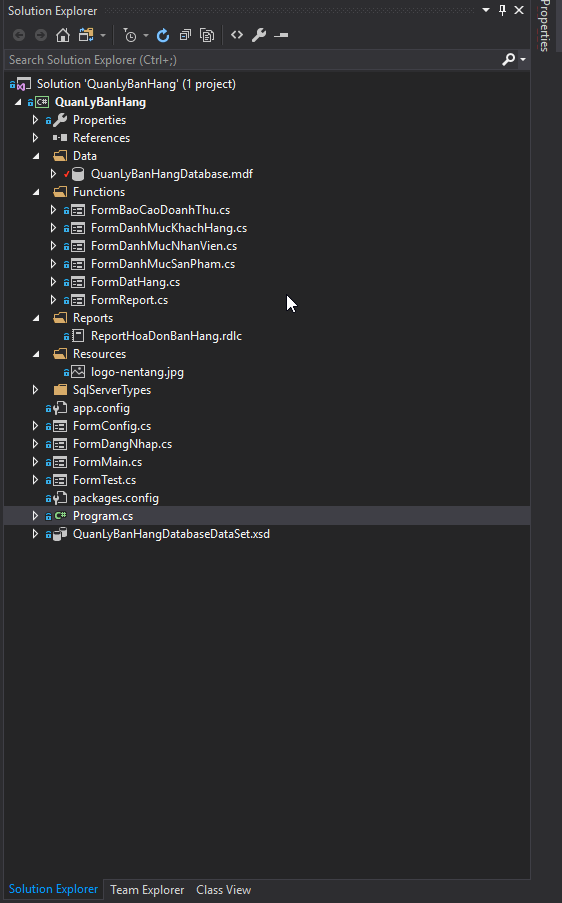 Solution Explorer
Properties
Search Solution Explorer (Ctrl+;)
Solution 'QuanLyBanHang' (1 project)
C# QuanLyBanHang
Properties
References
Data
QuanLyBanHangDatabase.mdf
Functions
FormBaoCaoDoanhThu.cs
FormDanhMucKhachHang.cs
FormDanhMucNhanVien.cs
FormDanhMucSanPham.cs
FormDatHang.cs
FormReport.cs
Reports
ReportHoaDonBanHang.rdlc
Resources
logo-nentang.jpg
SqlServerTypes
app.config
FormConfig.cs
FormDangNhap.cs
FormMain.cs
FormTest.cs
packages.config
C# Program.cs
QuanLyBanHangDatabaseDataSet.xsd
Solution Explorer Team Explorer Class View